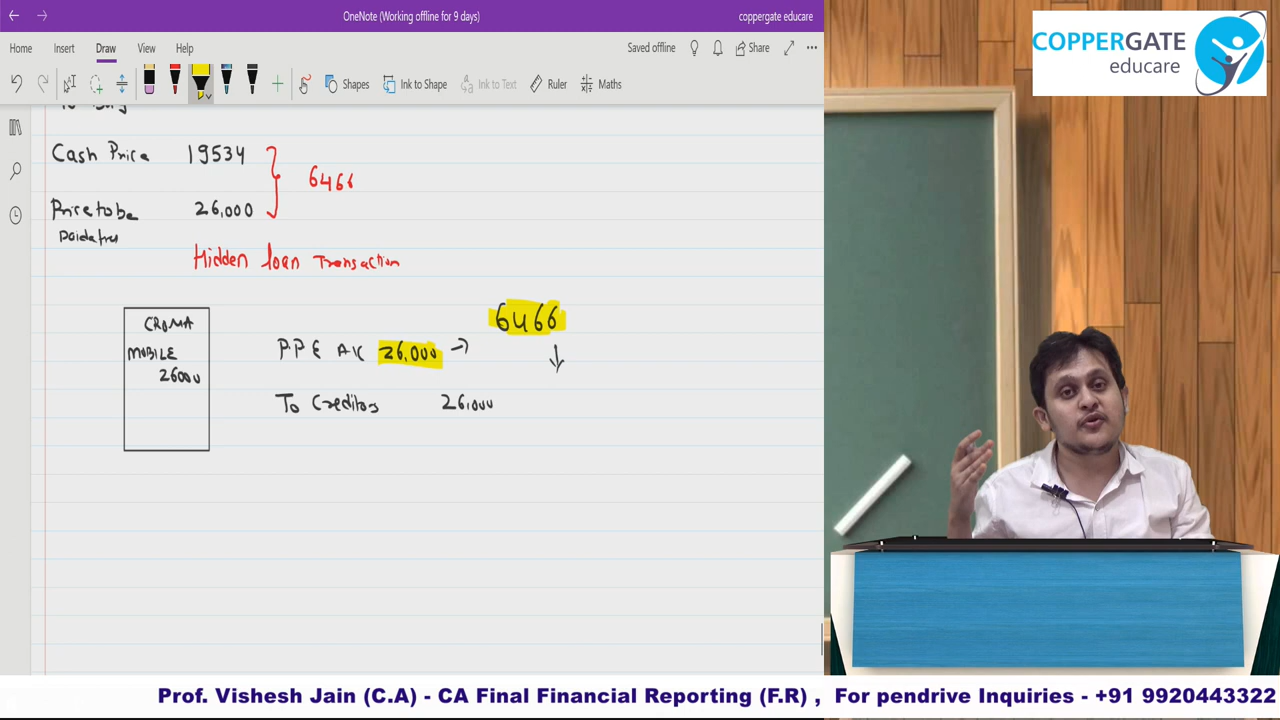 OneNote (Working offline for 9 days)
coppergate educare
Home Insert Draw View Help
Saved offline
Share
Shapes
Ink to Shape
Ink to Text
Ruler
Maths
COPPERGATE
educare
Cash Price 19534
6466
Price to be 26,000
Hidden loan Transaction
6466
CROMA
MOBILE
26000
PPE A/C 26,000 →
↓
To Creditors 26,000
Prof. Vishesh Jain (C.A) - CA Final Financial Reporting (F.R) , For pendrive Inquiries - +91 9920443322